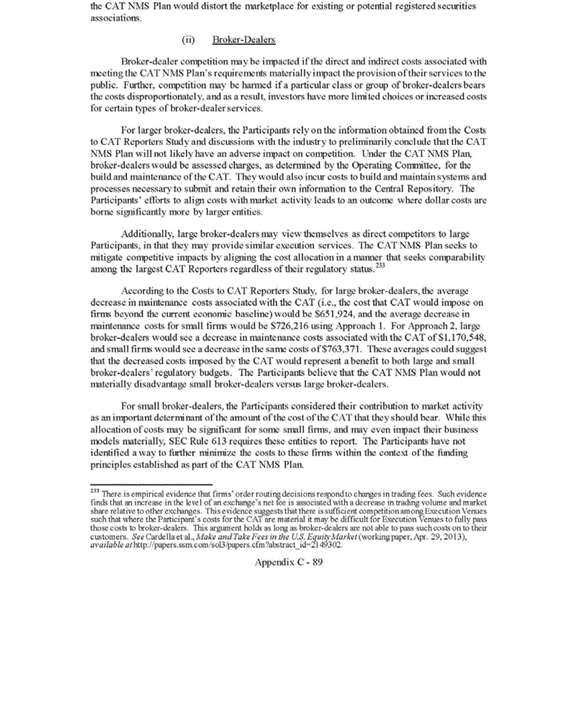 the CAT NMS Plan would distort the marketplace for existing or potential registered securities
associations.
(ii) Broker-Dealers
Broker-dealer competition may be impacted if the direct and indirect costs associated with
meeting the CAT NMS Plan's requirements materially impact the provision of their services to the
public. Further, competition may be harmed if a particular class or group of broker-dealers bears
the costs disproportionately, and as a result, investors have more limited choices or increased costs
for certain types of broker-dealer services.
For larger broker-dealers, the Participants rely on the information obtained from the Costs
to CAT Reporters Study and discussions with the industry to preliminarily conclude that the CAT
NMS Plan will not likely have an adverse impact on competition. Under the CAT NMS Plan,
broker-dealers would be assessed charges, as determined by the Operating Committee, for the
build and maintenance of the CAT. They would also incur costs to build and maintain systems and
processes necessary to submit and retain their own information to the Central Repository. The
Participants' efforts to align costs with market activity leads to an outcome where dollar costs are
borne significantly more by larger entities.
Additionally, large broker-dealers may view themselves as direct competitors to large
Participants, in that they may provide similar execution services. The CAT NMS Plan seeks to
mitigate competitive impacts by aligning the cost allocation in a manner that seeks comparability
among the largest CAT Reporters regardless of their regulatory status.233
According to the Costs to CAT Reporters Study, for large broker-dealers, the average
decrease in maintenance costs associated with the CAT (i.e., the cost that CAT would impose on
firms beyond the current economic baseline) would be $651,924, and the average decrease in
maintenance costs for small firms would be $726,216 using Approach 1. For Approach 2, large
broker-dealers would see a decrease in maintenance costs associated with the CAT of $1,170,548,
and small firms would see a decrease in the same costs of $763,371. These averages could suggest
that the decreased costs imposed by the CAT would represent a benefit to both large and small
broker-dealers' regulatory budgets. The Participants believe that the CAT NMS Plan would not
materially disadvantage small broker-dealers versus large broker-dealers.
For small broker-dealers, the Participants considered their contribution to market activity
as an important determinant of the amount of the cost of the CAT that they should bear. While this
allocation of costs may be significant for some small firms, and may even impact their business
models materially, SEC Rule 613 requires these entities to report. The Participants have not
identified a way to further minimize the costs to these firms within the context of the funding
principles established as part of the CAT NMS Plan.
233 There is empirical evidence that firms' order routing decisions respond to changes in trading fees. Such evidence
finds that an increase in the level of an exchange's net fee is associated with a decrease in trading volume and market
share relative to other exchanges. This evidence suggests that there is sufficient competition among Execution Venues
such that where the Participant's costs for the CAT are material it may be difficult for Execution Venues to fully pass
those costs to broker-dealers. This argument holds as long as broker-dealers are not able to pass such costs on to their
customers. See Cardella et al., Make and Take Fees in the U.S. Equity Market (working paper, Apr. 29, 2013),
available at http://papers.ssrn.com/sol3/papers.cfm?abstract_id=2149302.
Appendix C - 89